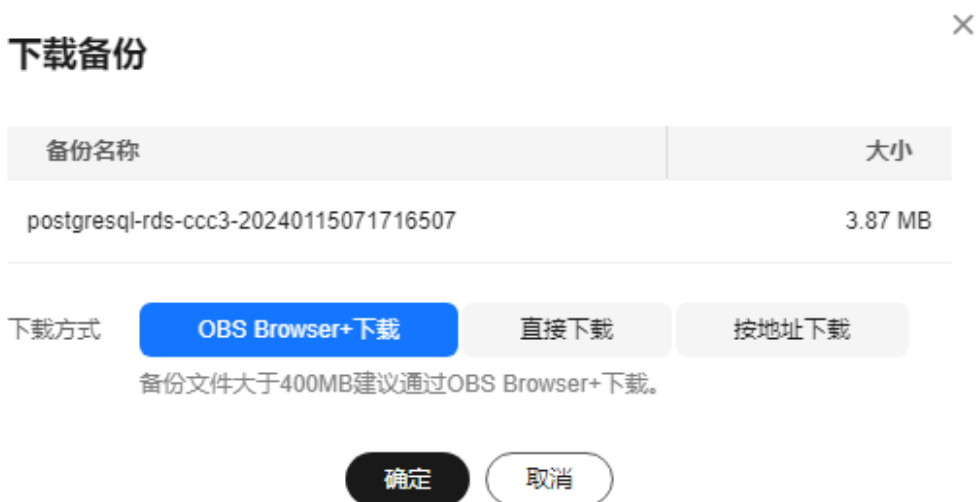 下载备份
备份名称 大小
postgresql-rds-ccc3-20240115071716507 3.87 MB
下载方式 OBS Browser+下载 直接下载 按地址下载
备份文件大于400MB建议通过OBS Browser+下载。
确定 取消